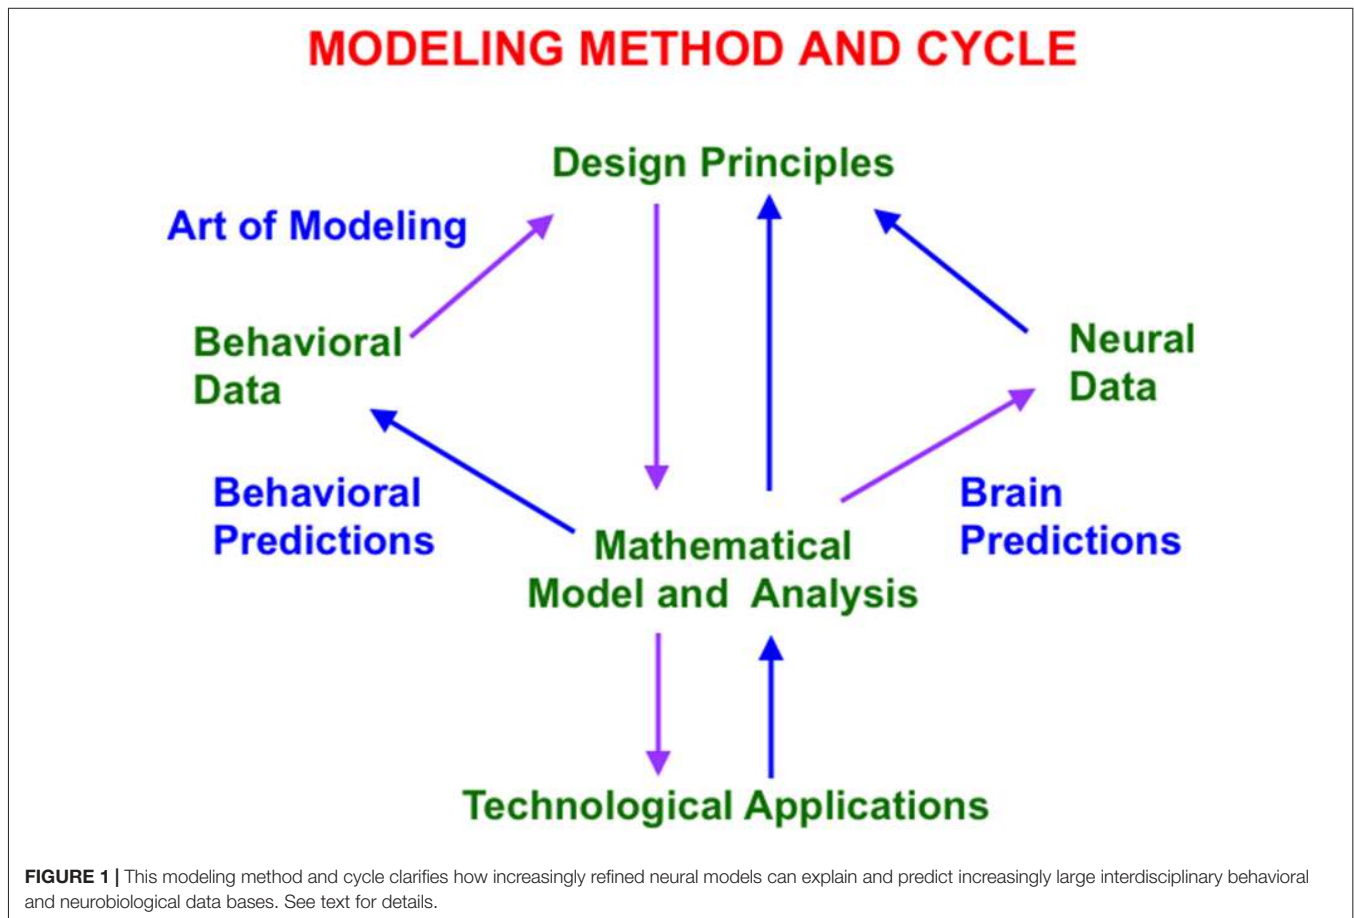 MODELING METHOD AND CYCLE
Design Principles
Art of Modeling
Behavioral
Data
Neural
Data
Behavioral
Predictions
Brain
Predictions
Mathematical
Model and Analysis
Technological Applications
FIGURE 1 | This modeling method and cycle clarifies how increasingly refined neural models can explain and predict increasingly large interdisciplinary behavioral
and neurobiological data bases. See text for details.